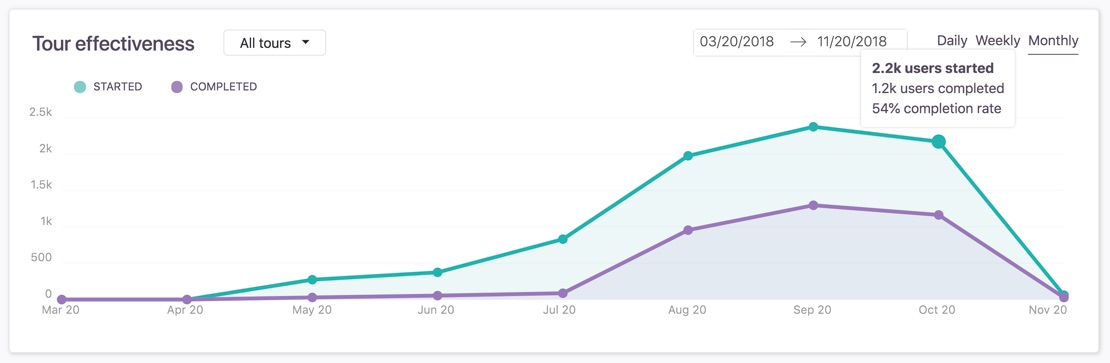 Tour effectiveness
All tours
03/20/2018 → 11/20/2018
Daily Weekly Monthly
2.2k users started
1.2k users completed
54% completion rate
STARTED COMPLETED
2.5k
2k
1.5k
1k
500
0
Mar 20 Apr 20 May 20 Jun 20 Jul 20 Aug 20 Sep 20 Oct 20 Nov 20